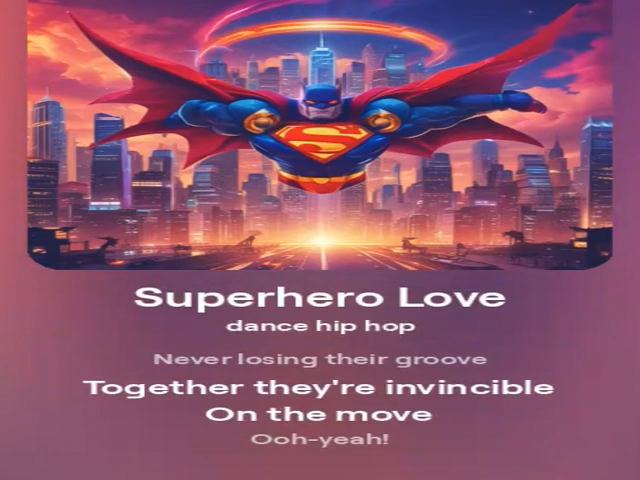 Superhero Love
dance hip hop
Never losing their groove
Together they're invincible
On the move
Ooh-yeah!